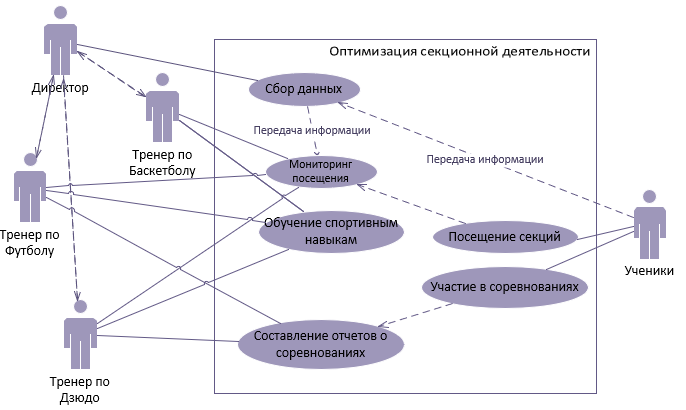 Оптимизация секционной деятельности
Директор
Сбор данных
Передача информации
Тренер по
Баскетболу
Передача информации
Мониторинг
посещения
Тренер по
Футболу
Обучение спортивным
навыкам
Посещение секций
Ученики
Участие в соревнованиях
Составление отчетов о
соревнованиях
Тренер по
Дзюдо